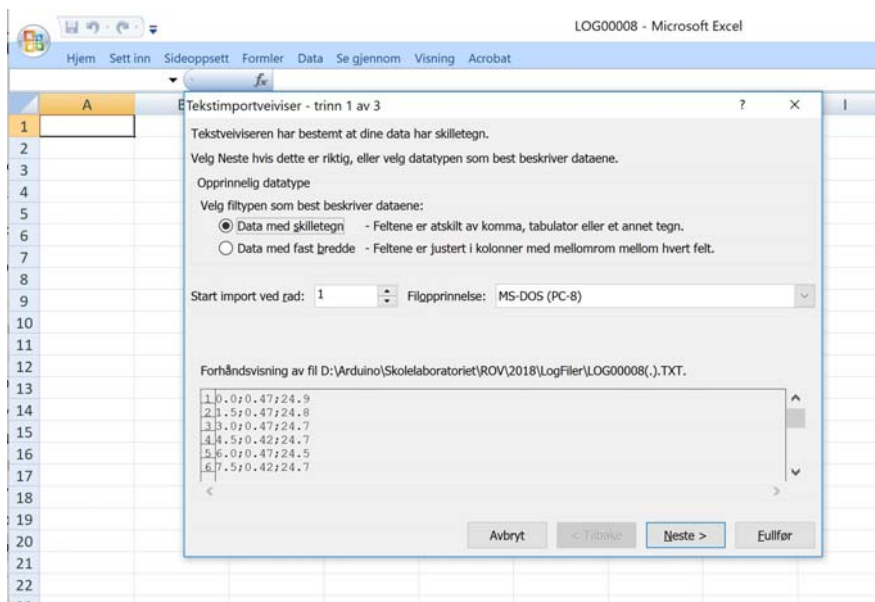 LOG00008 - Microsoft Excel
Hjem Sett inn Sideoppsett Formler Data Se gjennom Visning Acrobat
fx
A
I
Tekstimportveiviser - trinn 1 av 3 ? ×
Tekstveiviseren har bestemt at dine data har skilletegn.
Velg Neste hvis dette er riktig, eller velg datatypen som best beskriver dataene.
Opprinnelig datatype
Velg filtypen som best beskriver dataene:
Data med skilletegn - Feltene er atskilt av komma, tabulator eller et annet tegn.
Data med fast bredde - Feltene er justert i kolonner med mellomrom mellom hvert felt.
Start import ved rad: 1 Filopprinnelse: MS-DOS (PC-8)
Forhåndsvisning av fil D:\Arduino\Skolelaboratoriet\ROV\2018\LogFiler\LOG00008(.).TXT.
1 0.0;0.47;24.9
2 1.5;0.47;24.8
3 3.0;0.47;24.7
4 4.5;0.42;24.7
5 6.0;0.47;24.5
6 7.5;0.42;24.7
Avbryt < Tilbake Neste > Fullfør
1
2
3
4
5
6
7
8
9
10
11
12
13
14
15
16
17
18
19
20
21
22